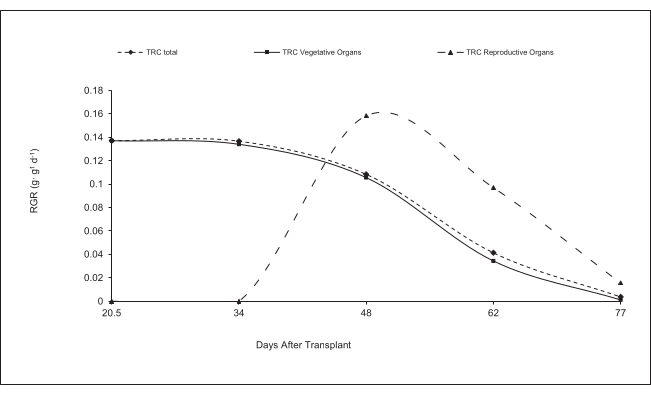 TRC total TRC Vegetative Organs TRC Reproductive Organs
0.18
0.16
0.14
0.12
0.1
0.08
0.06
0.04
0.02
0
RGR (g· g¹ d⁻¹)
20.5 34 48 62 77
Days After Transplant